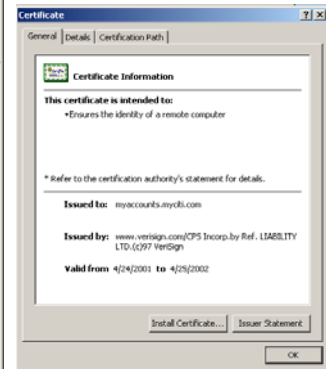 Certificate
General Details Certification Path
Certificate Information
This certificate is intended to:
•Ensures the identity of a remote computer
* Refer to the certification authority's statement for details.
Issued to: myaccounts.myciti.com
Issued by: www.verisign.com/CPS Incorp.by Ref. LIABILITY
LTD.(c)97 VeriSign
Valid from 4/24/2001 to 4/25/2002
Install Certificate... Issuer Statement
OK